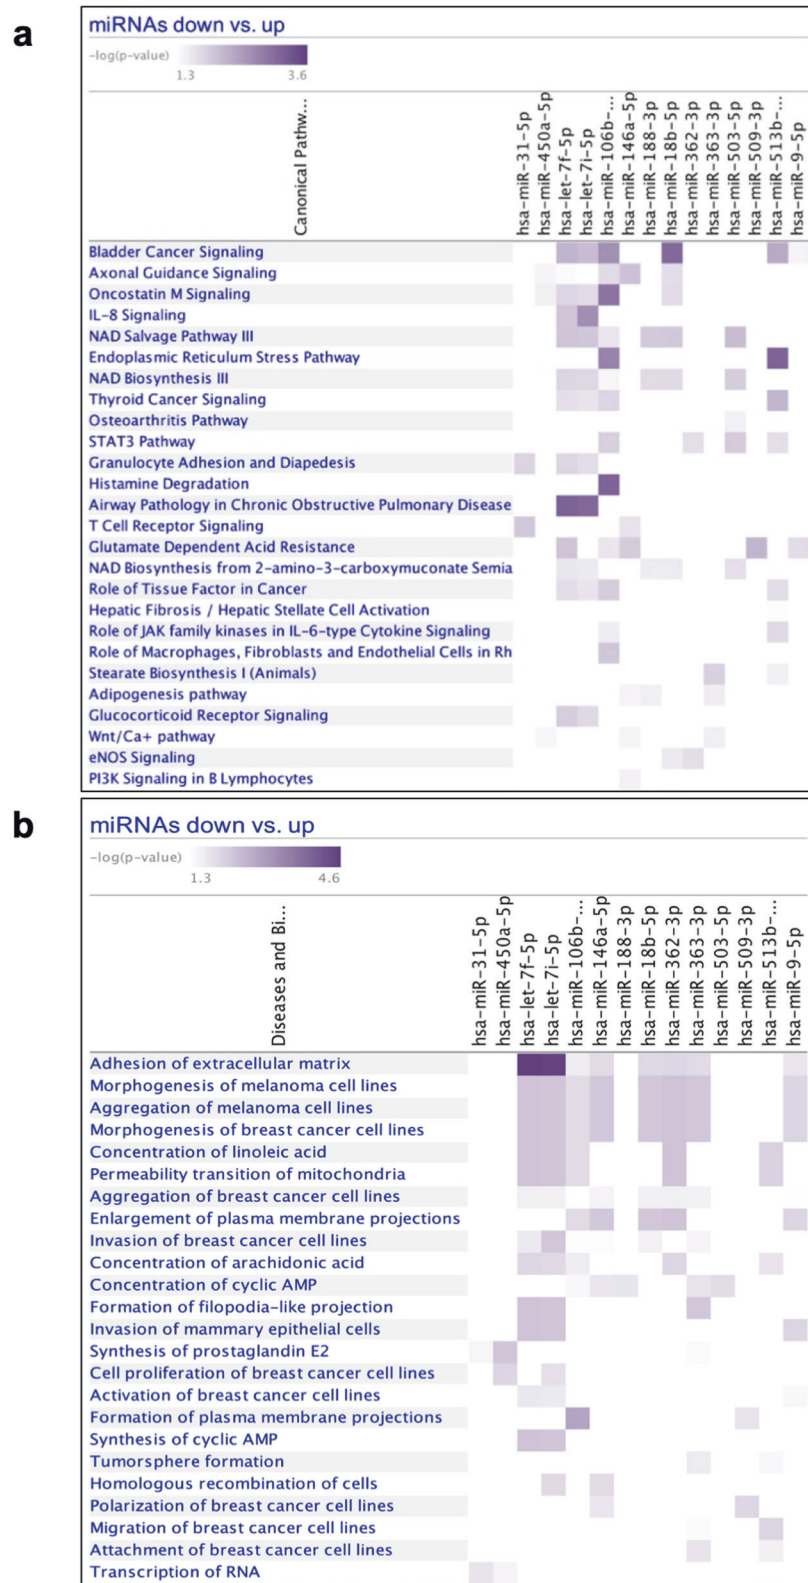 a
miRNAs down vs. up
-log(p-value)
1.3 3.6
Canonical Pathw...
hsa-miR-31-5p
hsa-miR-450a-5p
hsa-let-7f-5p
hsa-let-7i-5p
hsa-miR-106b-...
hsa-miR-146a-5p
hsa-miR-188-3p
hsa-miR-18b-5p
hsa-miR-362-3p
hsa-miR-363-3p
hsa-miR-503-5p
hsa-miR-509-3p
hsa-miR-513b-...
hsa-miR-9-5p
Bladder Cancer Signaling
Axonal Guidance Signaling
Oncostatin M Signaling
IL-8 Signaling
NAD Salvage Pathway III
Endoplasmic Reticulum Stress Pathway
NAD Biosynthesis III
Thyroid Cancer Signaling
Osteoarthritis Pathway
STAT3 Pathway
Granulocyte Adhesion and Diapedesis
Histamine Degradation
Airway Pathology in Chronic Obstructive Pulmonary Disease
T Cell Receptor Signaling
Glutamate Dependent Acid Resistance
NAD Biosynthesis from 2-amino-3-carboxymuconate Semia
Role of Tissue Factor in Cancer
Hepatic Fibrosis / Hepatic Stellate Cell Activation
Role of JAK family kinases in IL-6-type Cytokine Signaling
Role of Macrophages, Fibroblasts and Endothelial Cells in Rh
Stearate Biosynthesis I (Animals)
Adipogenesis pathway
Glucocorticoid Receptor Signaling
Wnt/Ca+ pathway
eNOS Signaling
PI3K Signaling in B Lymphocytes
b
miRNAs down vs. up
-log(p-value)
1.3 4.6
Diseases and Bi...
hsa-miR-31-5p
hsa-miR-450a-5p
hsa-let-7f-5p
hsa-let-7i-5p
hsa-miR-106b-...
hsa-miR-146a-5p
hsa-miR-188-3p
hsa-miR-18b-5p
hsa-miR-362-3p
hsa-miR-363-3p
hsa-miR-503-5p
hsa-miR-509-3p
hsa-miR-513b-...
hsa-miR-9-5p
Adhesion of extracellular matrix
Morphogenesis of melanoma cell lines
Aggregation of melanoma cell lines
Morphogenesis of breast cancer cell lines
Concentration of linoleic acid
Permeability transition of mitochondria
Aggregation of breast cancer cell lines
Enlargement of plasma membrane projections
Invasion of breast cancer cell lines
Concentration of arachidonic acid
Concentration of cyclic AMP
Formation of filopodia-like projection
Invasion of mammary epithelial cells
Synthesis of prostaglandin E2
Cell proliferation of breast cancer cell lines
Activation of breast cancer cell lines
Formation of plasma membrane projections
Synthesis of cyclic AMP
Tumorsphere formation
Homologous recombination of cells
Polarization of breast cancer cell lines
Migration of breast cancer cell lines
Attachment of breast cancer cell lines
Transcription of RNA